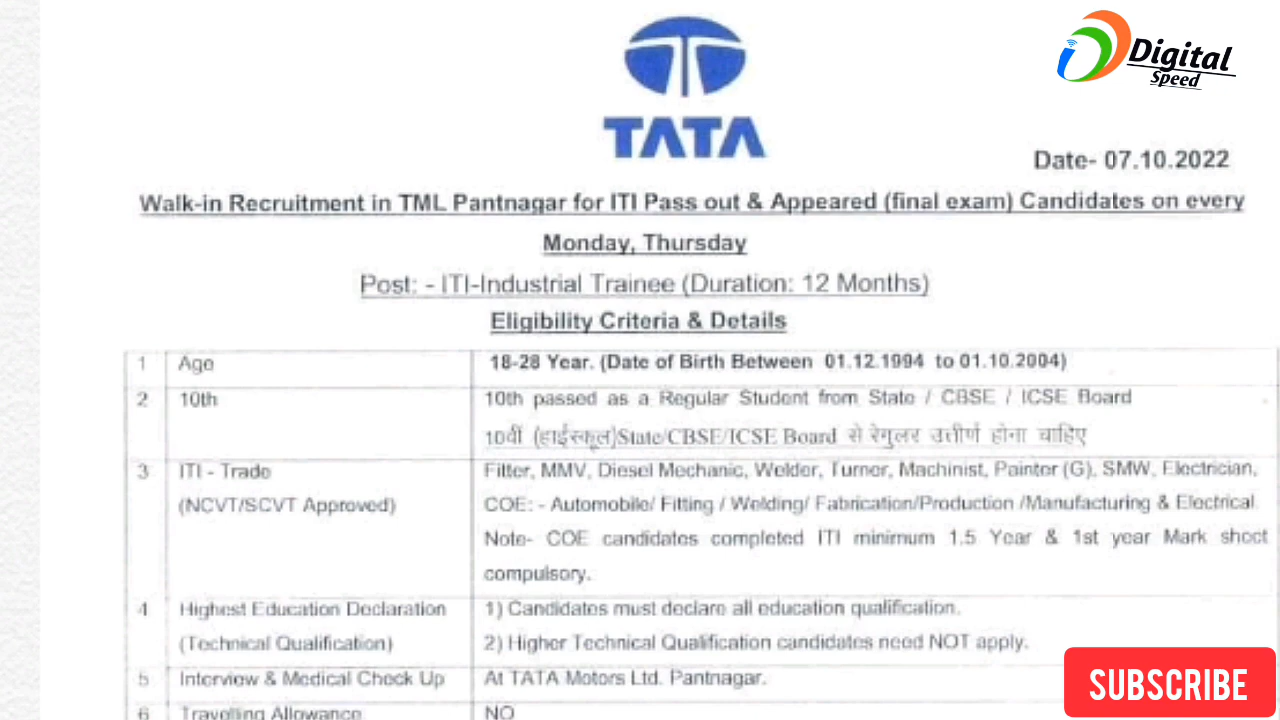 TATA
Digital
Speed
Date- 07.10.2022
Walk-in Recruitment in TML Pantnagar for ITI Pass out & Appeared (final exam) Candidates on every
Monday, Thursday
Post: - ITI-Industrial Trainee (Duration: 12 Months)
Eligibility Criteria & Details
1 Age 18-28 Year. (Date of Birth Between 01.12.1994 to 01.10.2004)
2 10th 10th passed as a Regular Student from State / CBSE / ICSE Board
10वीं (हाईस्कूल)State/CBSE/ICSE Board से रेगुलर उत्तीर्ण होना चाहिए
3 ITI - Trade Fitter, MMV, Diesel Mechanic, Welder, Turner, Machinist, Painter (G), SMW, Electrician,
(NCVT/SCVT Approved) COE: - Automobile/ Fitting / Welding/ Fabrication/Production /Manufacturing & Electrical
Note- COE candidates completed ITI minimum 1.5 Year & 1st year Mark sheet
compulsory.
4 Highest Education Declaration 1) Candidates must declare all education qualification.
(Technical Qualification) 2) Higher Technical Qualification candidates need NOT apply.
5 Interview & Medical Check Up At TATA Motors Ltd. Pantnagar.
6 Travelling Allowance NO
SUBSCRIBE